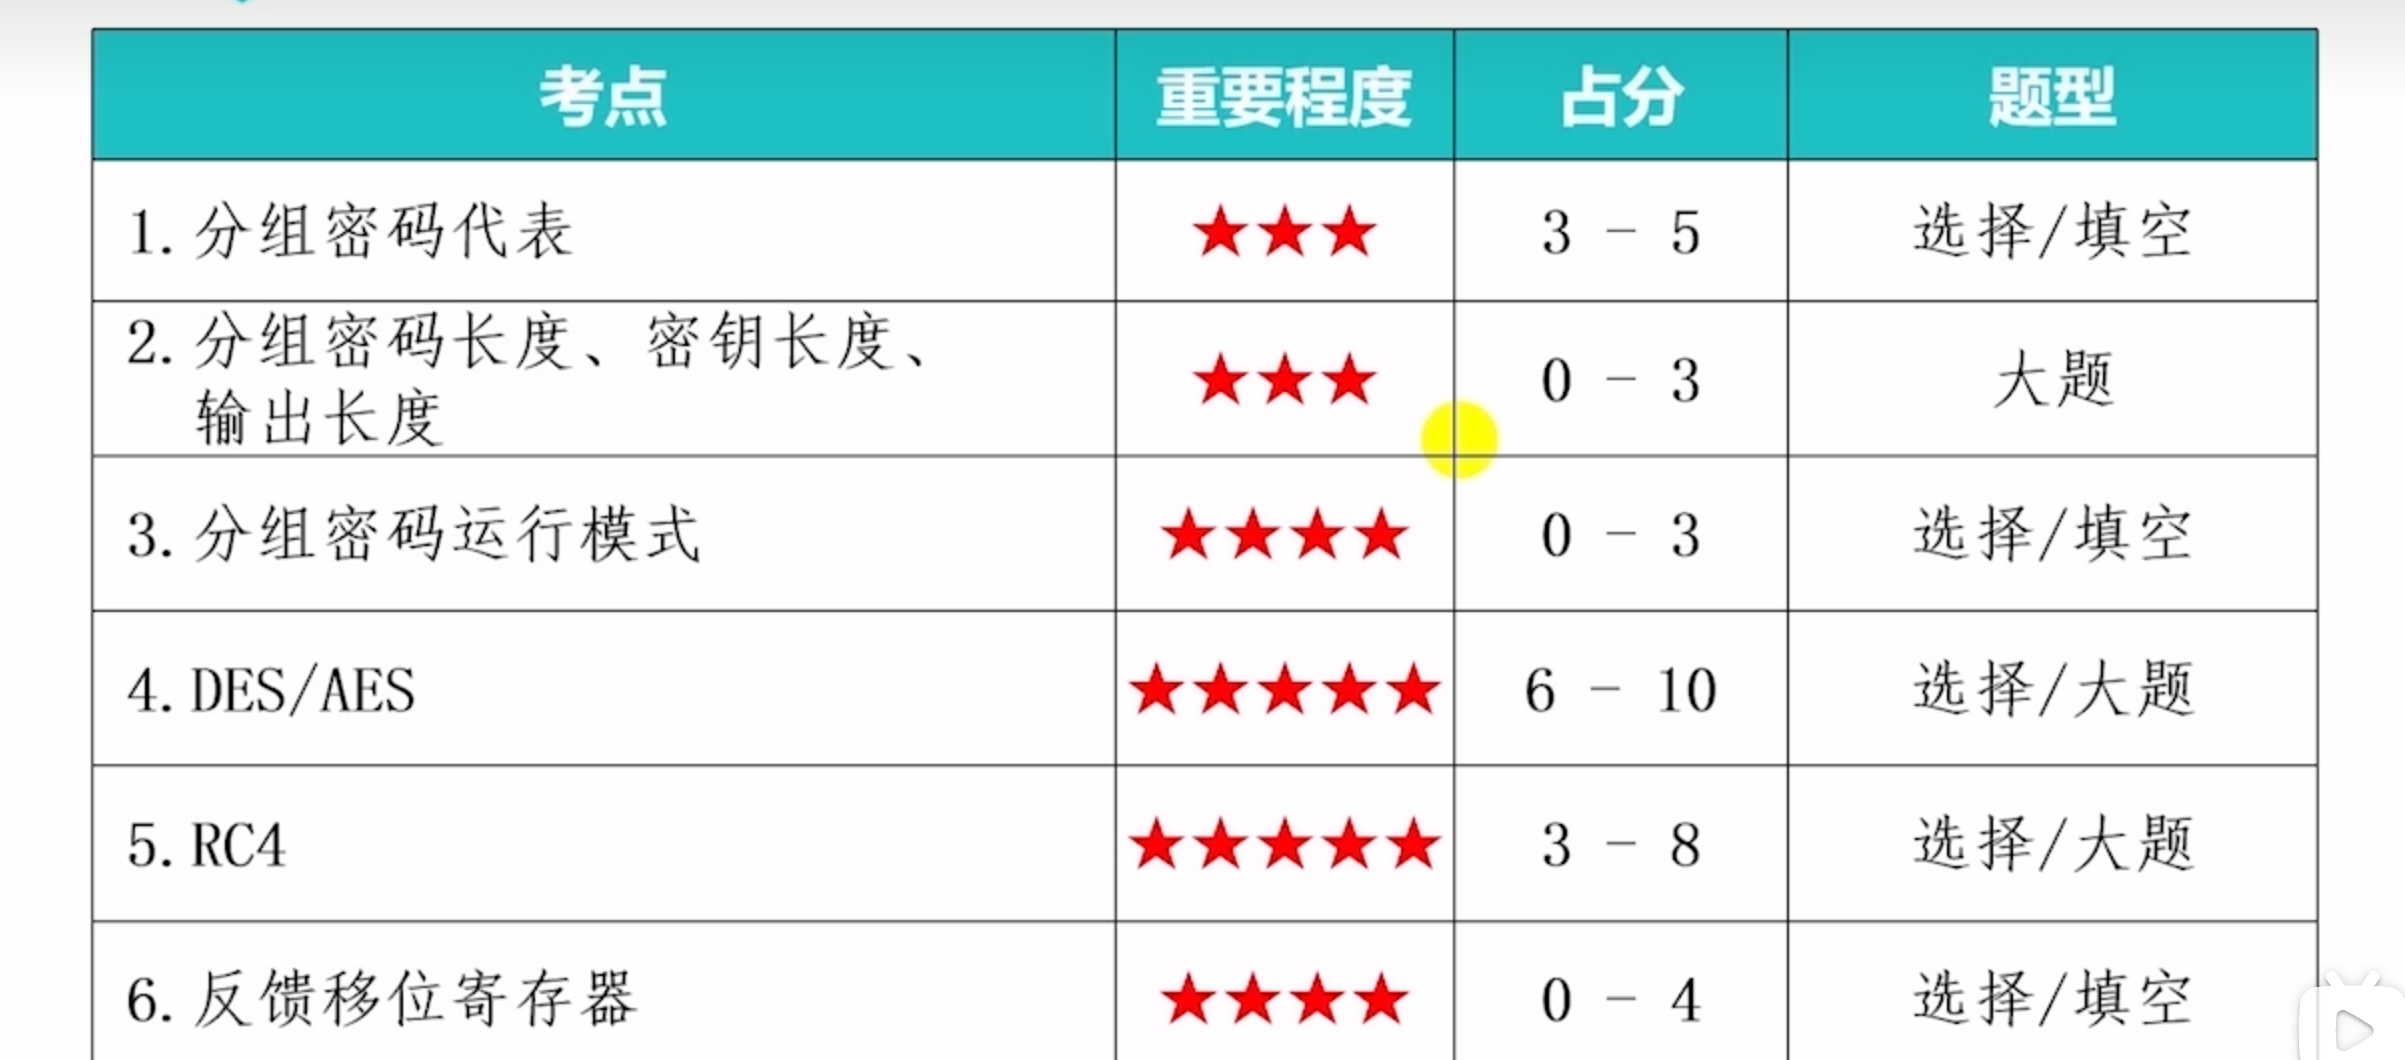 考点 重要程度 占分 题型
1.分组密码代表 ★★★ 3 - 5 选择/填空
2.分组密码长度、密钥长度、
输出长度 ★★★ 0 - 3 大题
3.分组密码运行模式 ★★★★ 0 - 3 选择/填空
4.DES/AES ★★★★★ 6 - 10 选择/大题
5.RC4 ★★★★★ 3 - 8 选择/大题
6.反馈移位寄存器 ★★★★ 0 - 4 选择/填空